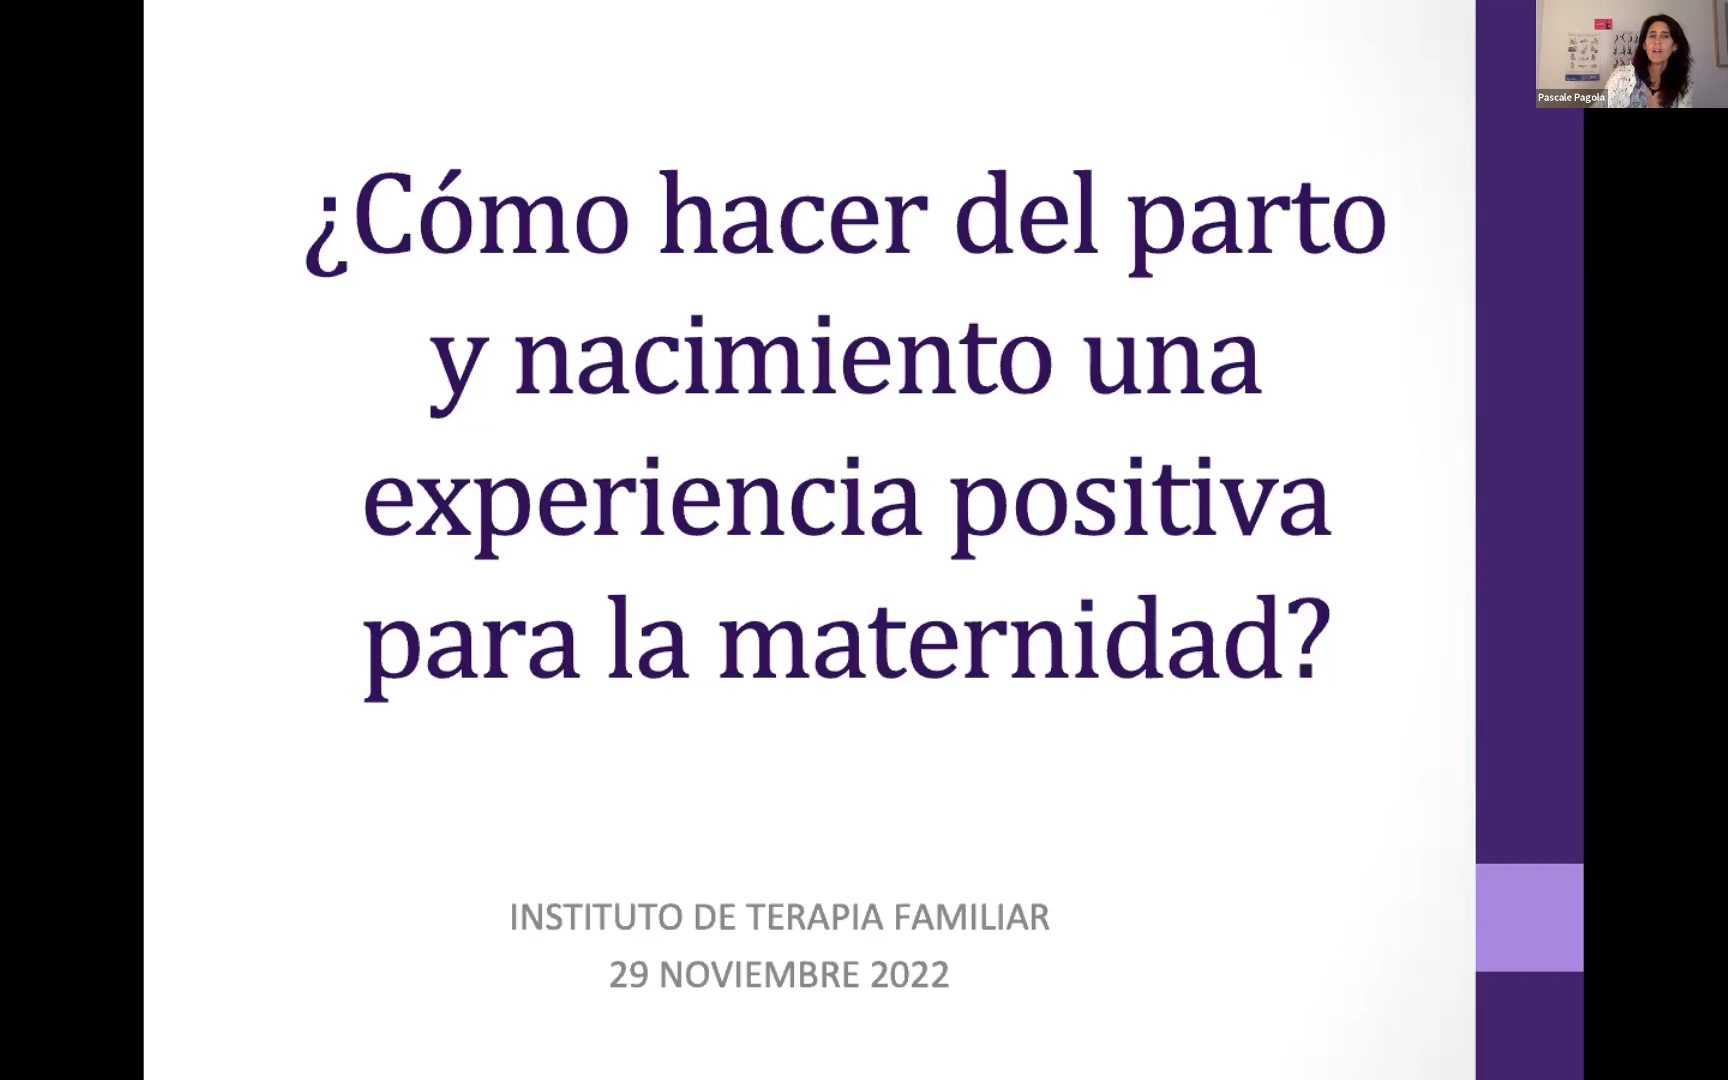 ¿Cómo hacer del parto
y nacimiento una
experiencia positiva
para la maternidad?
INSTITUTO DE TERAPIA FAMILIAR
29 NOVIEMBRE 2022
Pascale Pagola